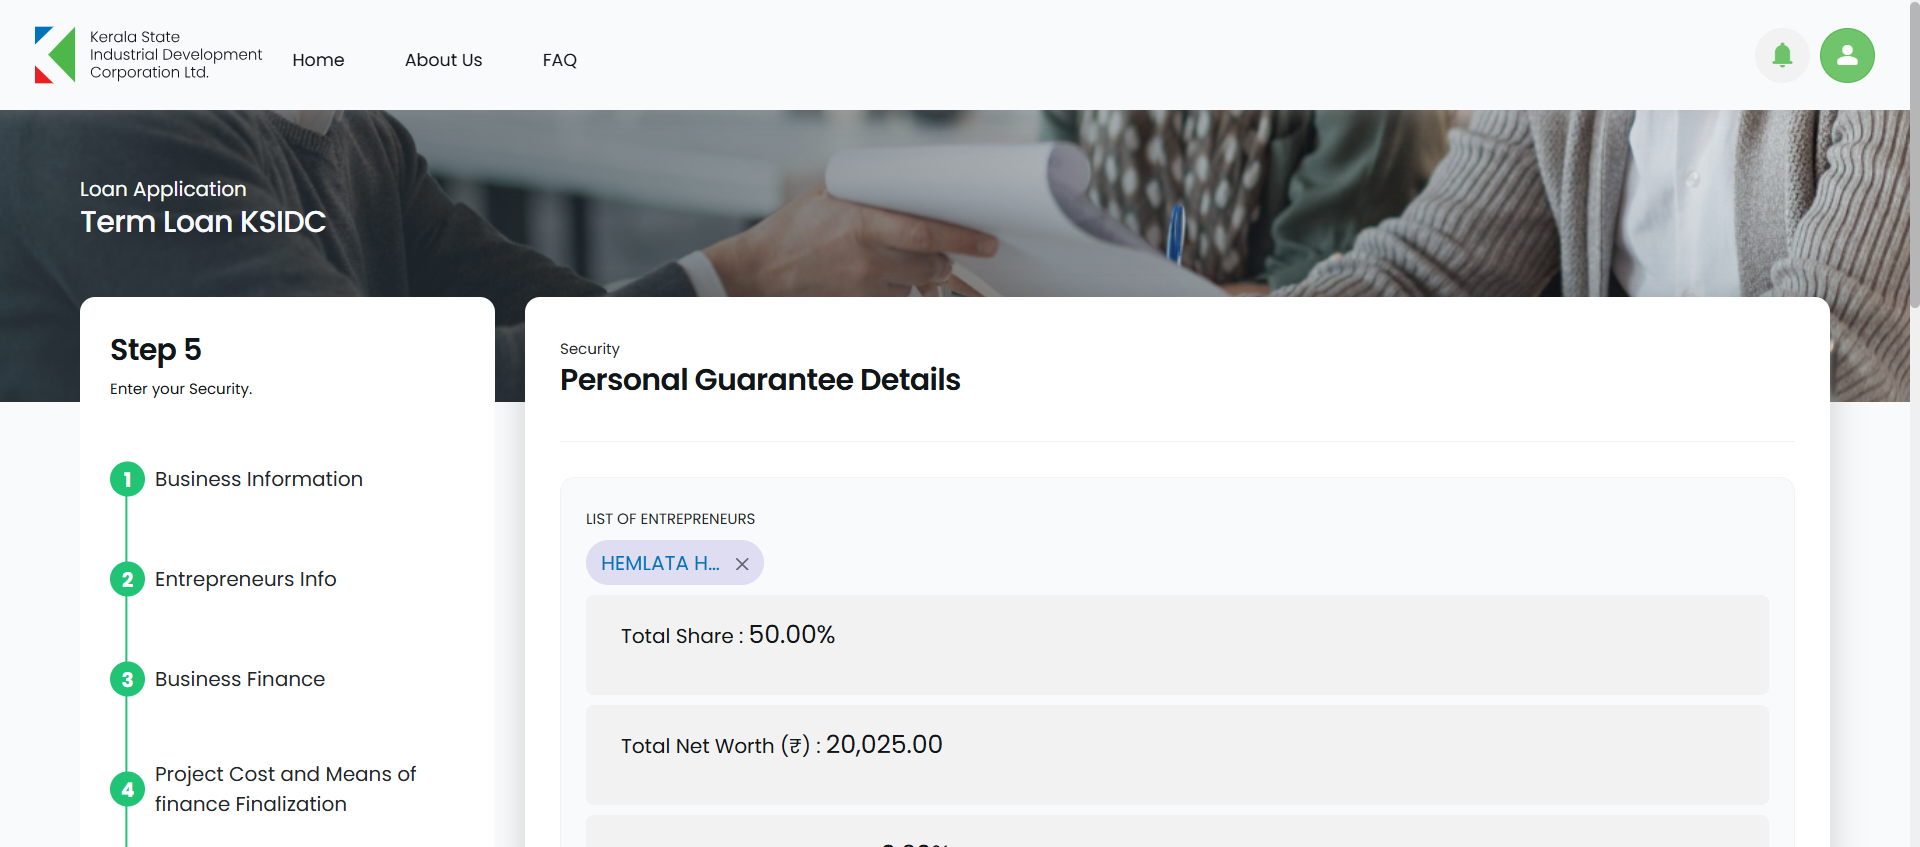 Kerala State
Industrial Development
Corporation Ltd.
Home
About Us
FAQ
Loan Application
Term Loan KSIDC
Step 5
Enter your Security.
1 Business Information
2 Entrepreneurs Info
3 Business Finance
4 Project Cost and Means of
finance Finalization
Security
Personal Guarantee Details
LIST OF ENTREPRENEURS
HEMLATA H...
Total Share : 50.00%
Total Net Worth (₹) : 20,025.00